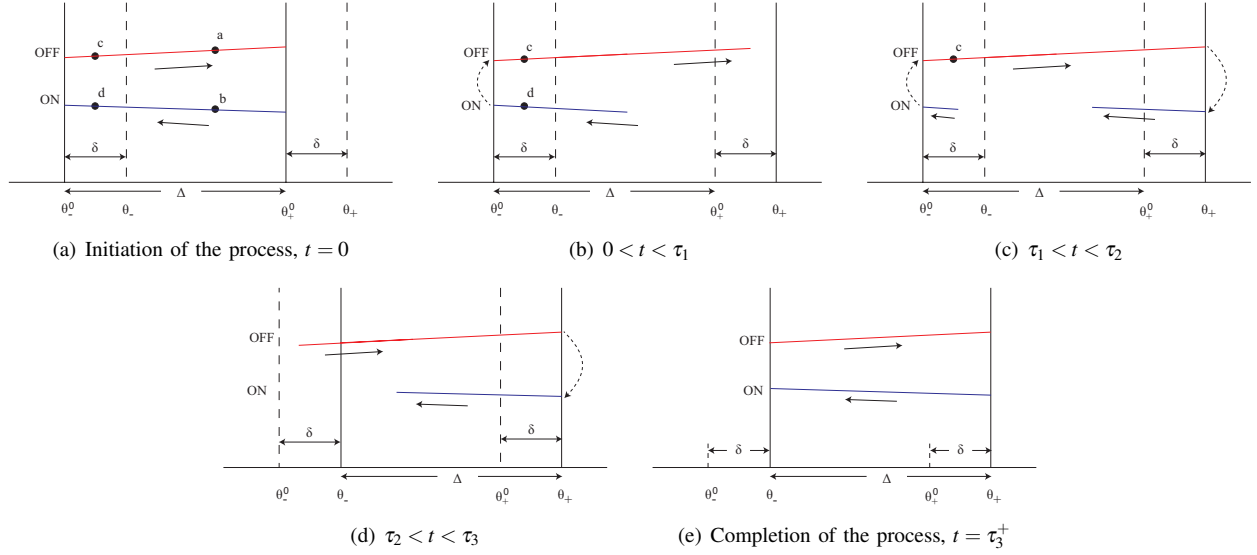 OFF c a
ON d b
δ δ
Δ
θ₋⁰ θ₋ θ₊⁰ θ₊
(a) Initiation of the process, t = 0
OFF c
ON d
δ δ
Δ
θ₋⁰ θ₋ θ₊⁰ θ₊
(b) 0 < t < τ₁
OFF c
ON
δ δ
Δ
θ₋⁰ θ₋ θ₊⁰ θ₊
(c) τ₁ < t < τ₂
OFF
ON
δ δ
Δ
θ₋⁰ θ₋ θ₊⁰ θ₊
(d) τ₂ < t < τ₃
OFF
ON
δ δ
Δ
θ₋⁰ θ₋ θ₊⁰ θ₊
(e) Completion of the process, t = τ₃⁺